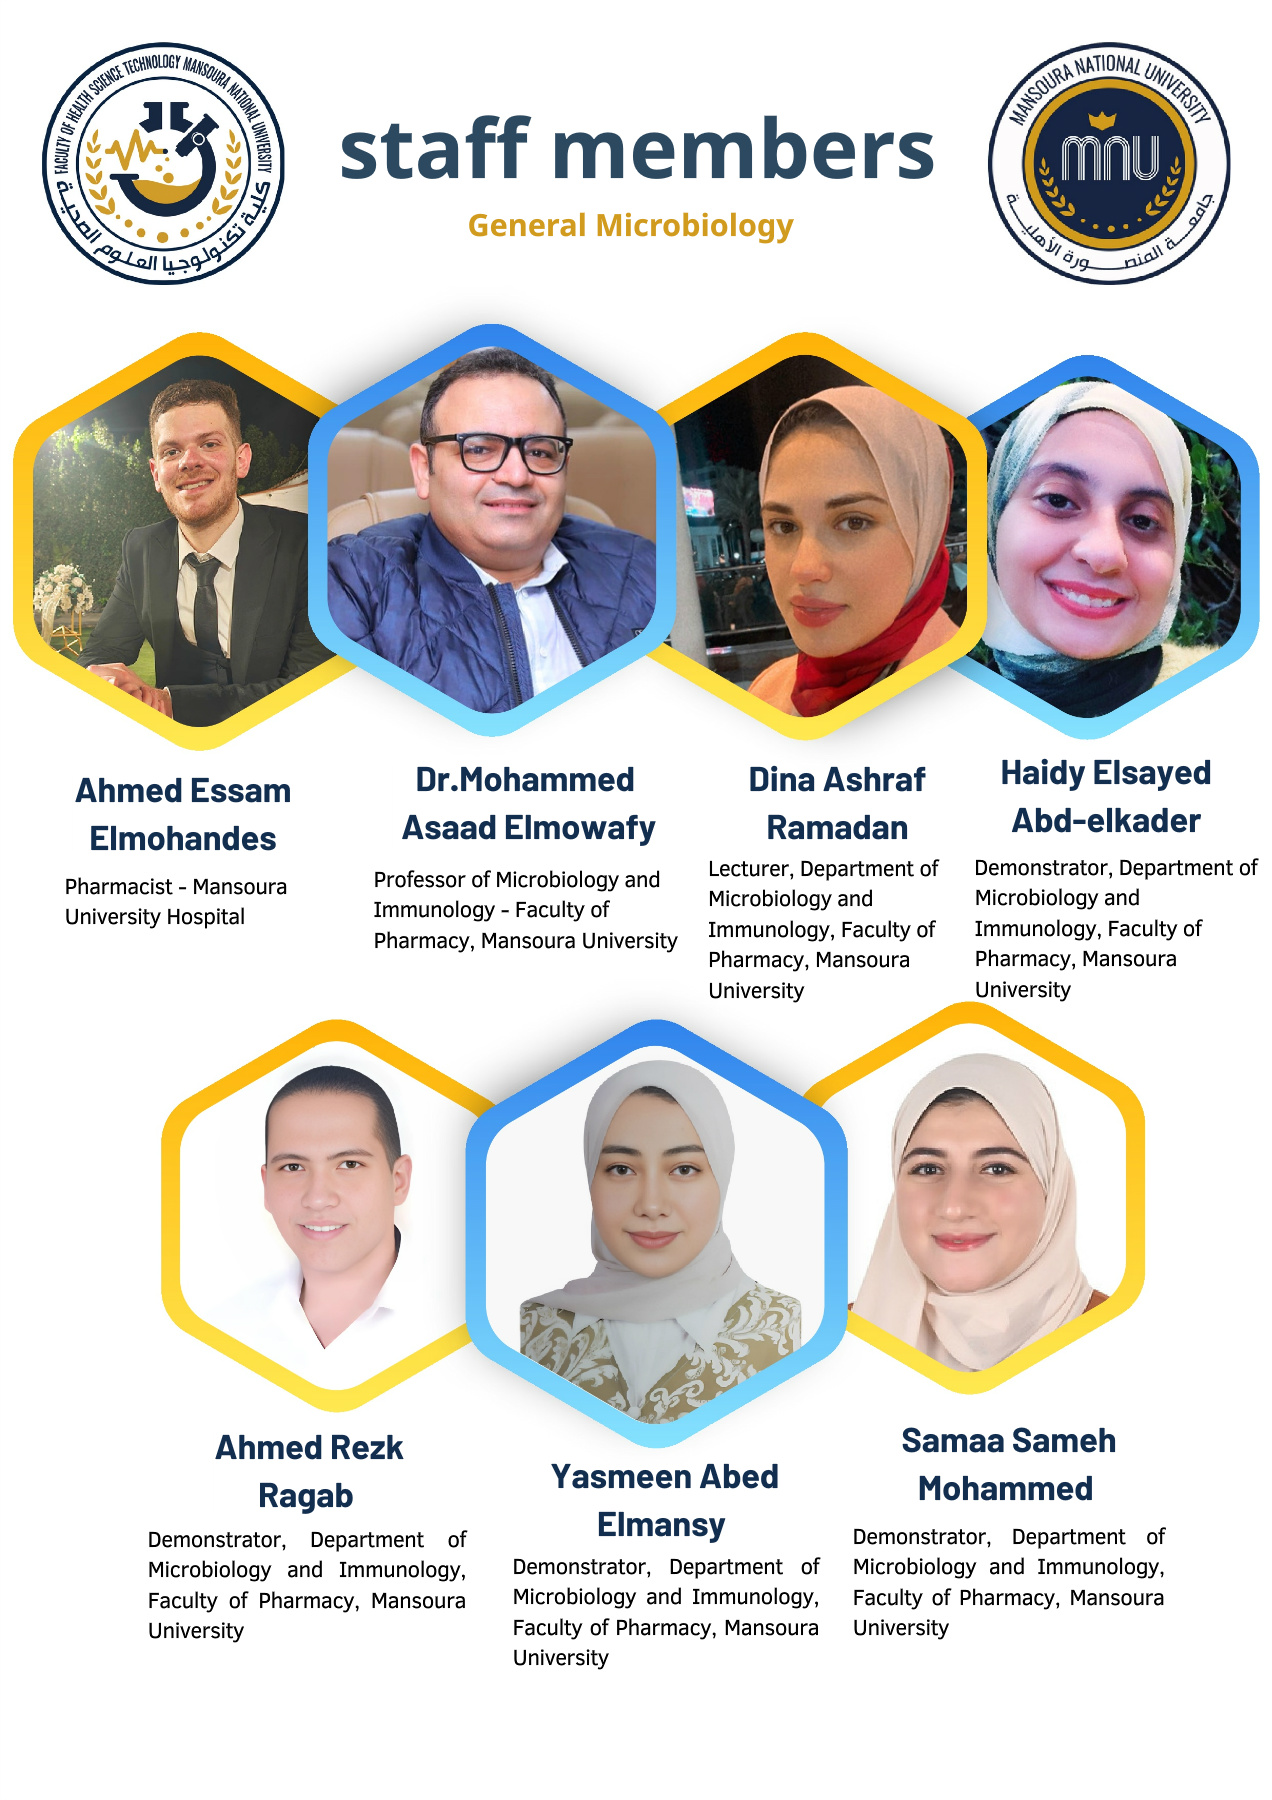 FACULTY OF HEALTH SCIENCE TECHNOLOGY MANSOURA NATIONAL UNIVERSITY
كلية تكنولوجيا العلوم الصحية
staff members
General Microbiology
MANSOURA NATIONAL UNIVERSITY
mnu
جامعة المنصورة الأهلية
Ahmed Essam
Elmohandes
Pharmacist - Mansoura
University Hospital
Dr.Mohammed
Asaad Elmowafy
Professor of Microbiology and
Immunology - Faculty of
Pharmacy, Mansoura University
Dina Ashraf
Ramadan
Lecturer, Department of
Microbiology and
Immunology, Faculty of
Pharmacy, Mansoura
University
Haidy Elsayed
Abd-elkader
Demonstrator, Department of
Microbiology and
Immunology, Faculty of
Pharmacy, Mansoura
University
Ahmed Rezk
Ragab
Demonstrator, Department of
Microbiology and Immunology,
Faculty of Pharmacy, Mansoura
University
Yasmeen Abed
Elmansy
Demonstrator, Department of
Microbiology and Immunology,
Faculty of Pharmacy, Mansoura
University
Samaa Sameh
Mohammed
Demonstrator, Department of
Microbiology and Immunology,
Faculty of Pharmacy, Mansoura
University